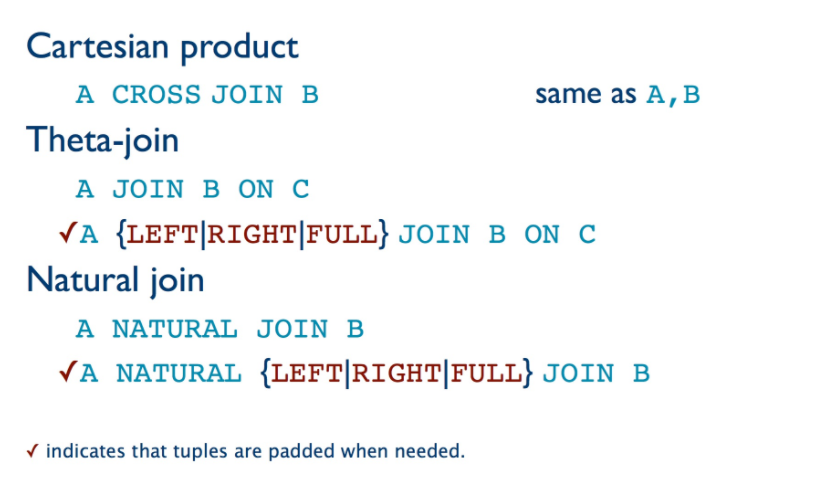 Cartesian product
A CROSS JOIN B same as A,B
Theta-join
A JOIN B ON C
✓A {LEFT|RIGHT|FULL} JOIN B ON C
Natural join
A NATURAL JOIN B
✓A NATURAL {LEFT|RIGHT|FULL} JOIN B
✓ indicates that tuples are padded when needed.